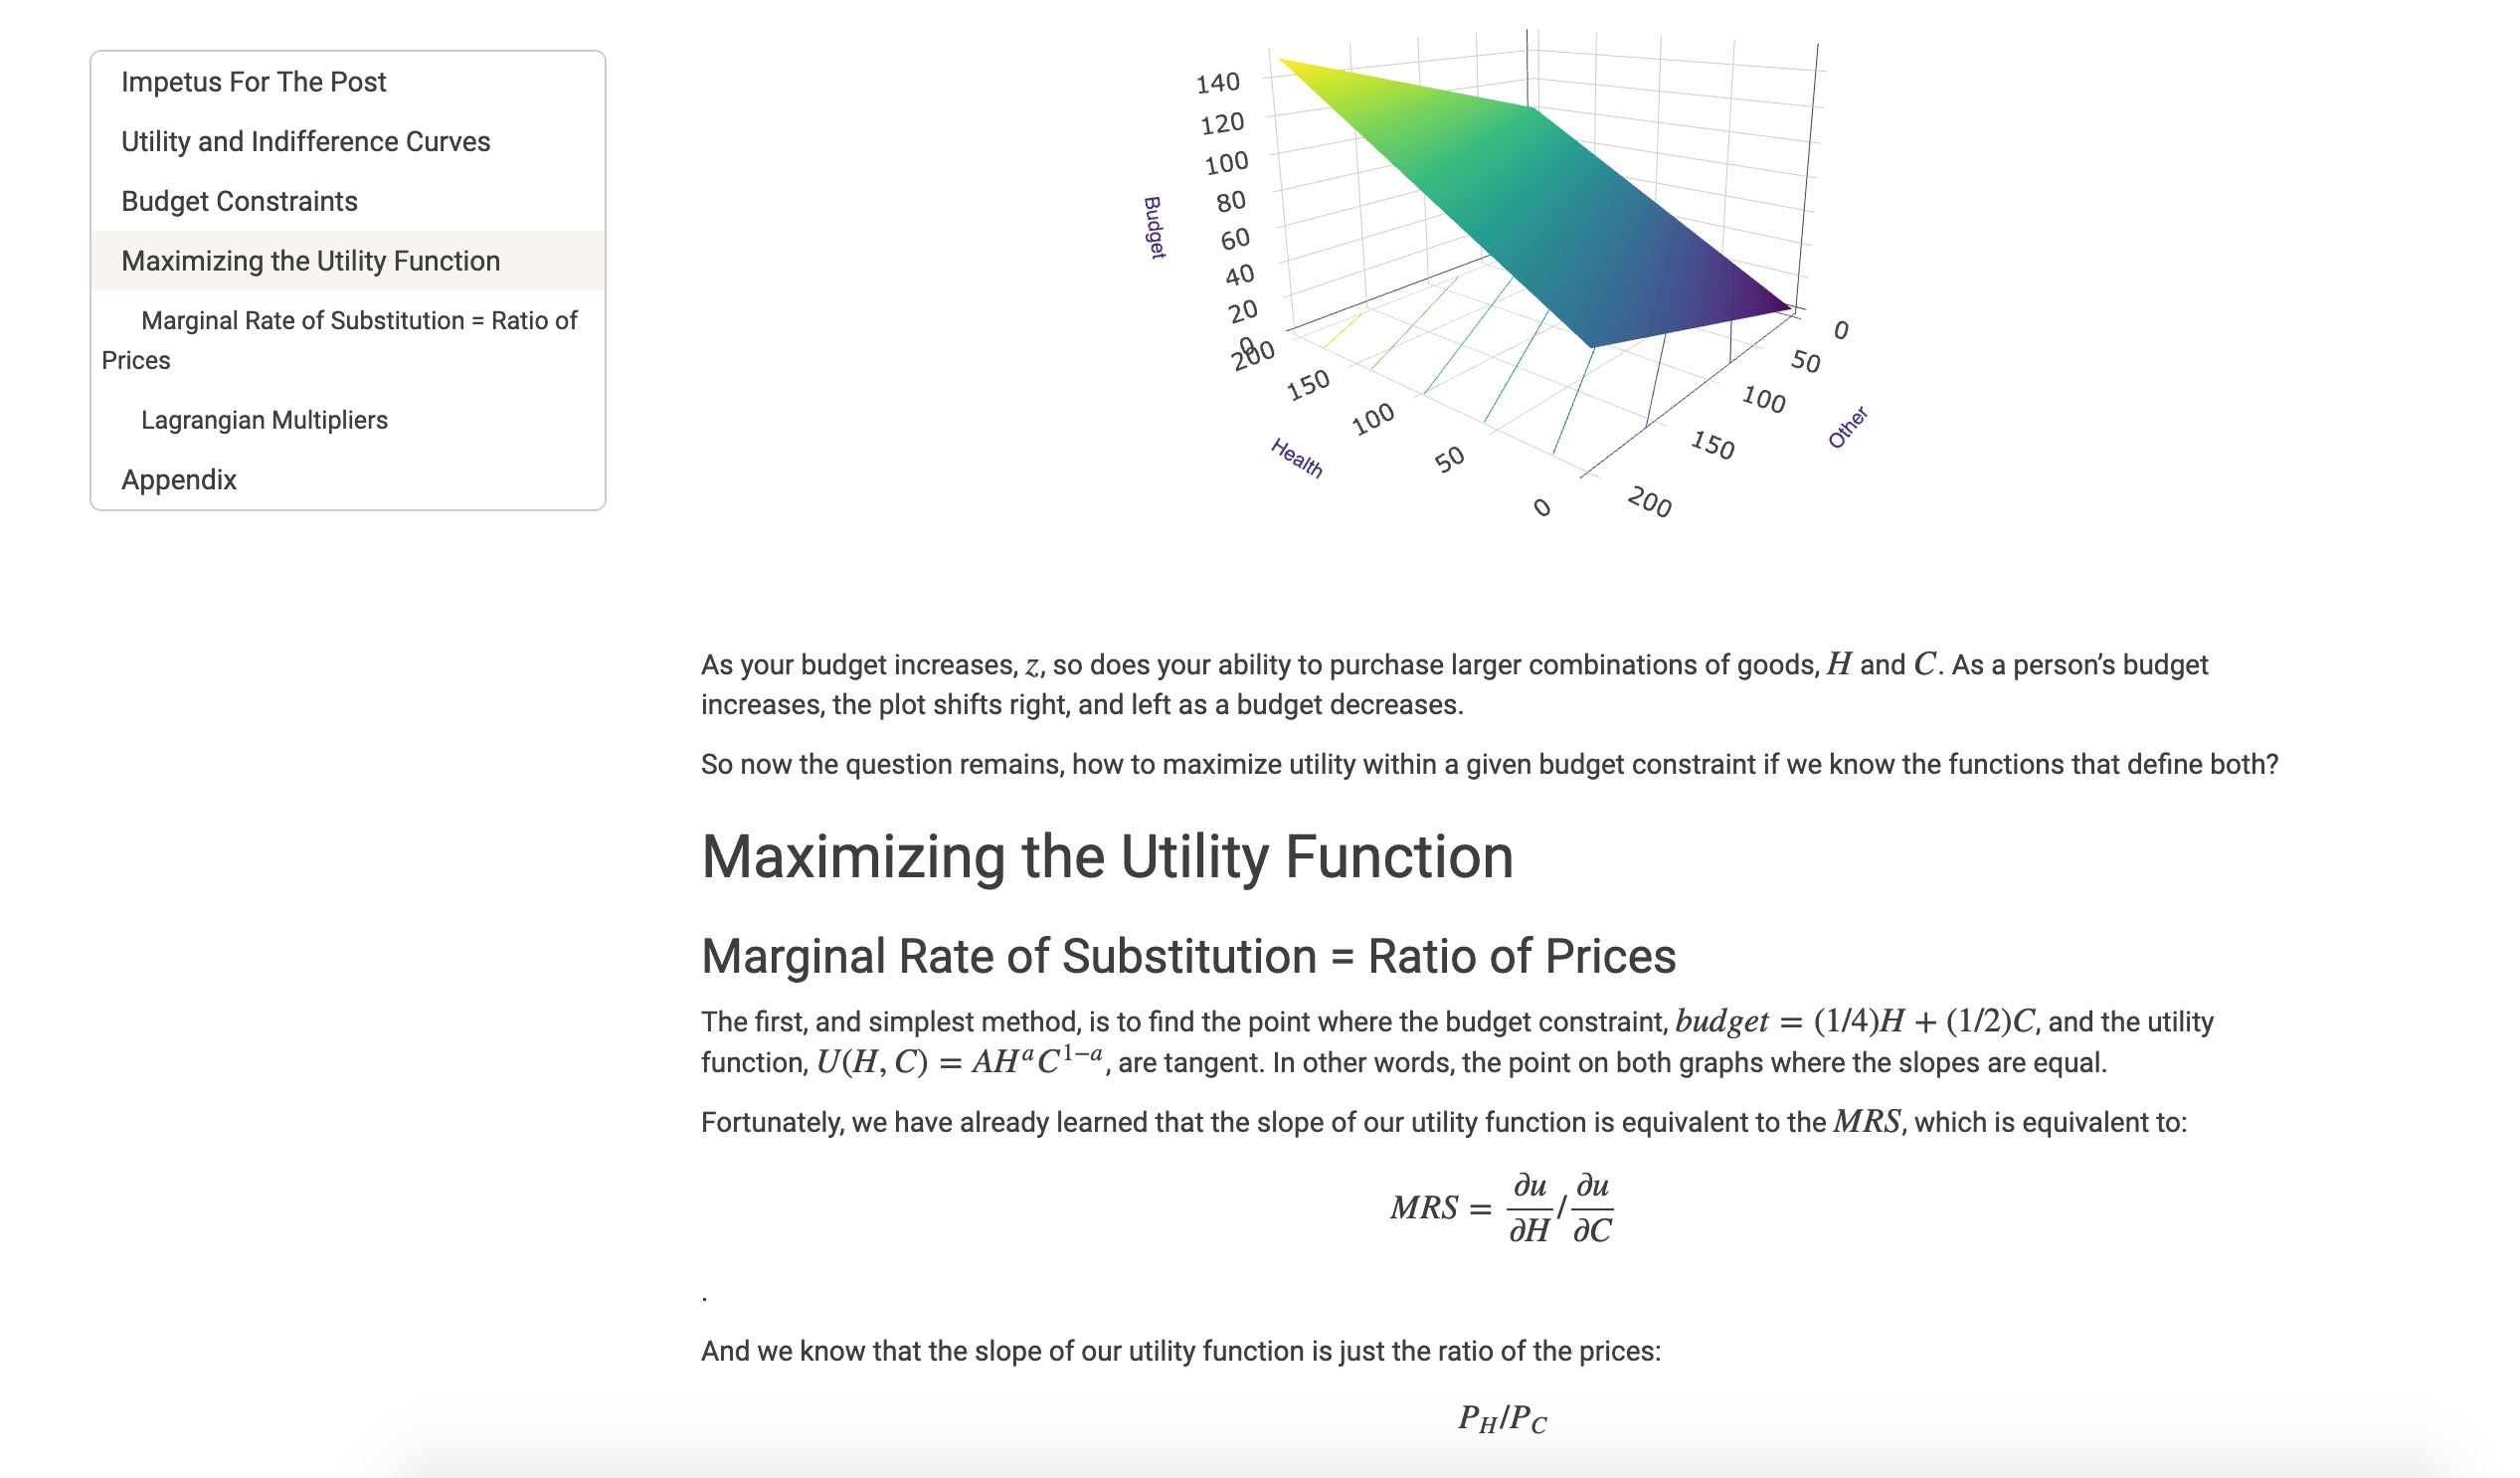 Impetus For The Post
Utility and Indifference Curves
Budget Constraints
Maximizing the Utility Function
Marginal Rate of Substitution = Ratio of
Prices
Lagrangian Multipliers
Appendix
140
120
100
80
60
40
20
0
Budget
200
150
100
50
0
Health
0
50
100
150
200
Other
As your budget increases, z, so does your ability to purchase larger combinations of goods, H and C. As a person’s budget
increases, the plot shifts right, and left as a budget decreases.
So now the question remains, how to maximize utility within a given budget constraint if we know the functions that define both?
Maximizing the Utility Function
Marginal Rate of Substitution = Ratio of Prices
The first, and simplest method, is to find the point where the budget constraint, budget = (1/4)H + (1/2)C, and the utility
function, U(H, C) = AHᵃC¹⁻ᵃ, are tangent. In other words, the point on both graphs where the slopes are equal.
Fortunately, we have already learned that the slope of our utility function is equivalent to the MRS, which is equivalent to:
MRS = ∂u/∂H / ∂u/∂C
.
And we know that the slope of our utility function is just the ratio of the prices:
P_H/P_C